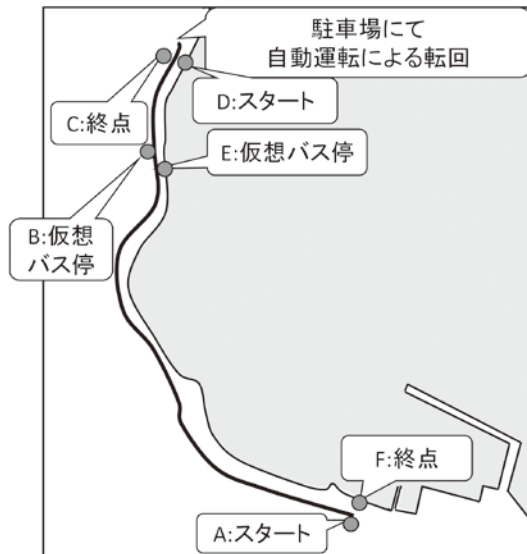 駐車場にて
自動運転による転回
C:終点
D:スタート
E:仮想バス停
B:仮想
バス停
F:終点
A:スタート